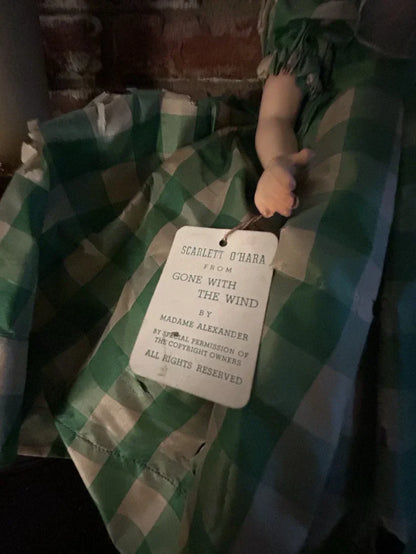 SCARLETT O'HARA
FROM
GONE WITH
THE WIND
BY
MADAME ALEXANDER
BY SPECIAL PERMISSION OF
THE COPYRIGHT OWNERS
ALL RIGHTS RESERVED